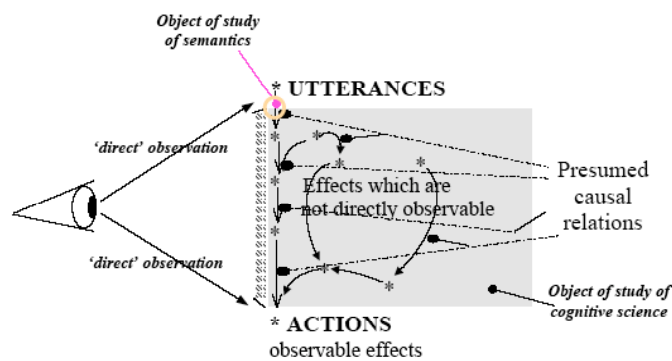 Object of study
of semantics
* UTTERANCES
'direct' observation
Effects which are
not directly observable
Presumed
causal
relations
'direct' observation
Object of study of
cognitive science
* ACTIONS
observable effects